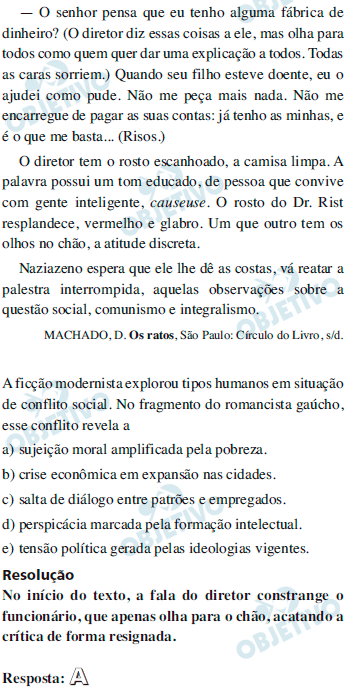 — O senhor pensa que eu tenho alguma fábrica de
dinheiro? (O diretor diz essas coisas a ele, mas olha para
todos como quem quer dar uma explicação a todos. Todas
as caras sorriem.) Quando seu filho esteve doente, eu o
ajudei como pude. Não me peça mais nada. Não me
encarregue de pagar as suas contas: já tenho as minhas, e
é o que me basta... (Risos.)
O diretor tem o rosto escanhoado, a camisa limpa. A
palavra possui um tom educado, de pessoa que convive
com gente inteligente, causeuse. O rosto do Dr. Rist
resplandece, vermelho e glabro. Um que outro tem os
olhos no chão, a atitude discreta.
Naziazeno espera que ele lhe dê as costas, vá reatar a
palestra interrompida, aquelas observações sobre a
questão social, comunismo e integralismo.
MACHADO, D. Os ratos, São Paulo: Círculo do Livro, s/d.
A ficção modernista explorou tipos humanos em situação
de conflito social. No fragmento do romancista gaúcho,
esse conflito revela a
a) sujeição moral amplificada pela pobreza.
b) crise econômica em expansão nas cidades.
c) salta de diálogo entre patrões e empregados.
d) perspicácia marcada pela formação intelectual.
e) tensão política gerada pelas ideologias vigentes.
Resolução
No início do texto, a fala do diretor constrange o
funcionário, que apenas olha para o chão, acatando a
crítica de forma resignada.
Resposta: A